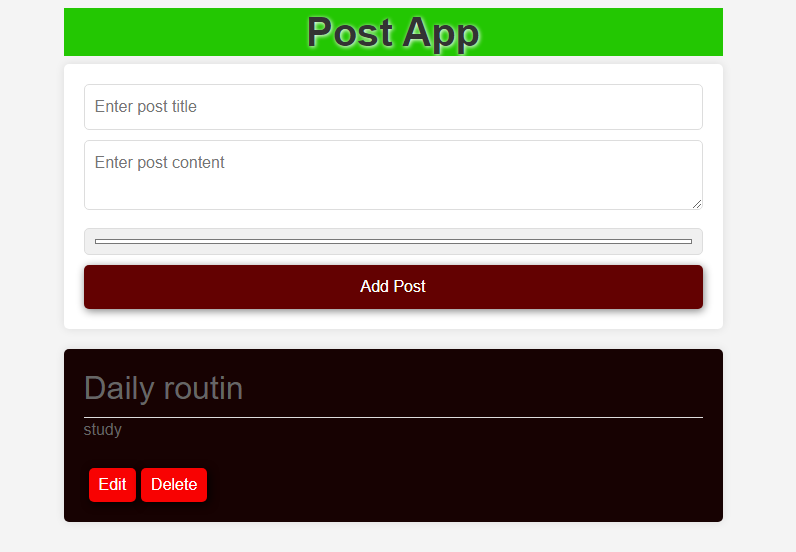 Post App
Enter post title
Enter post content
Add Post
Daily routin
study
Edit Delete